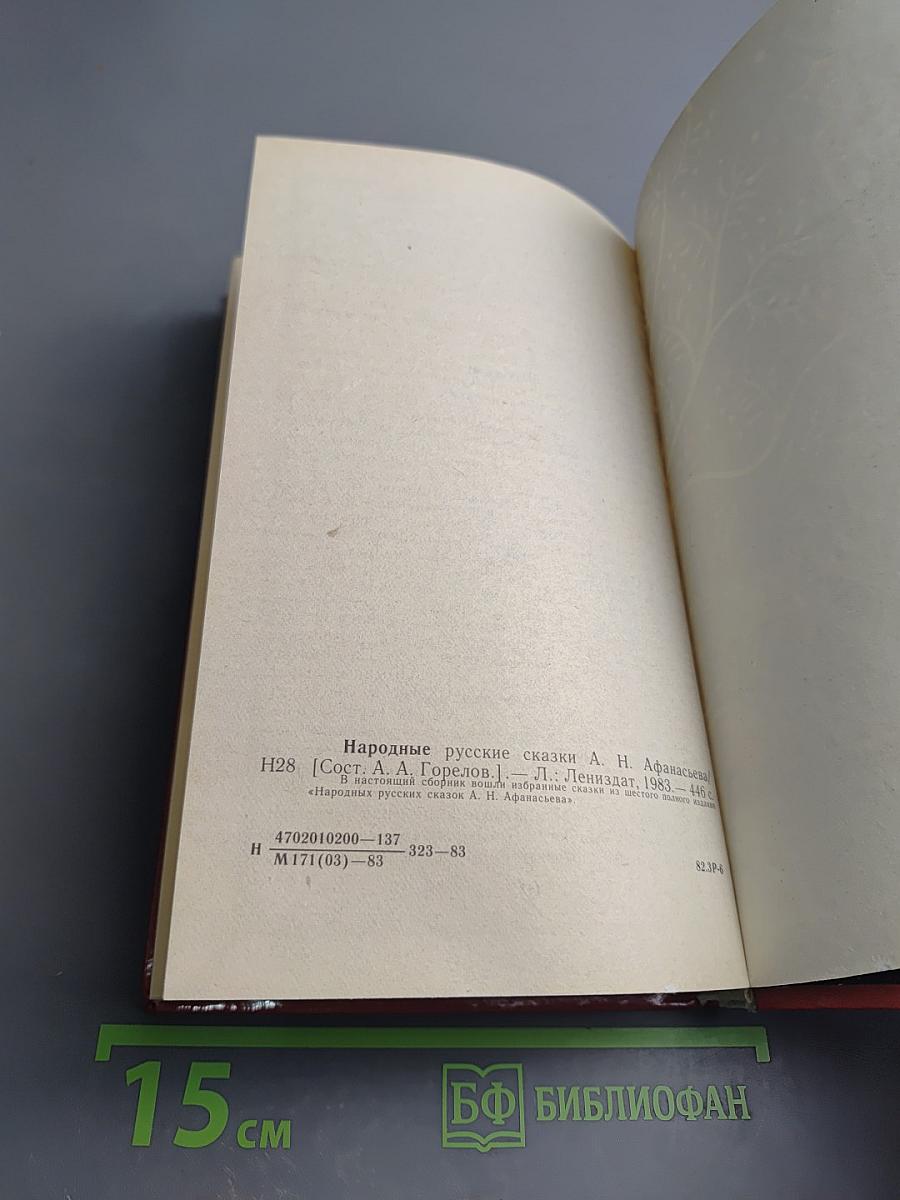 Народные русские сказки А. Н. Афанасьева/
Н28 [Сост. А. А. Горелов.].— Л.: Лениздат, 1983.— 446 с.
В настоящий сборник вошли избранные сказки из шестого полного издания
«Народных русских сказок А. Н. Афанасьева».
Н 4702010200—137
М171(03)—83 323—83
82.3Р-6
15 см
БФ БИБЛИОФАН